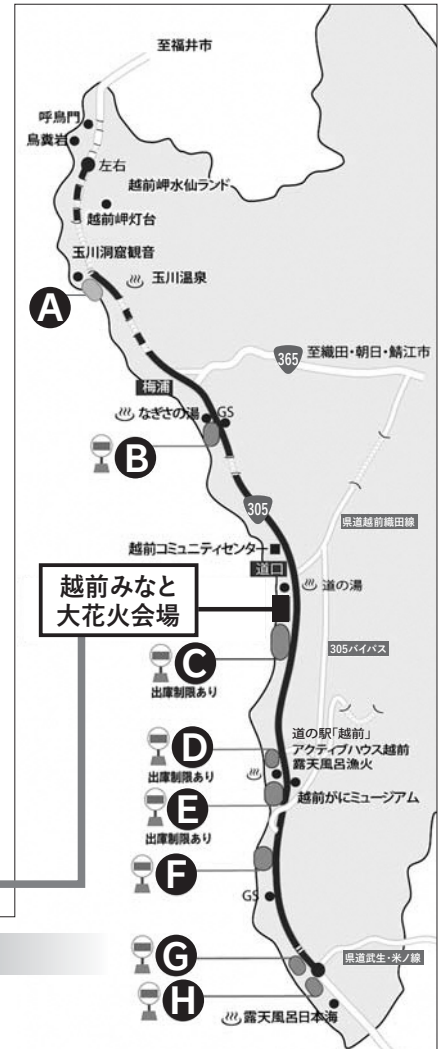 至福井市
呼鳥門
鳥糞岩
左右
越前岬水仙ランド
越前岬灯台
玉川洞窟観音
玉川温泉
A
365
至織田・朝日・鯖江市
梅浦
なぎさの湯
GS
B
305
県道越前織田線
越前コミュニティセンター
道口
道の湯
越前みなと
大花火会場
305バイパス
C
出庫制限あり
道の駅「越前」
アクティブハウス越前
露天風呂漁火
D
出庫制限あり
越前がにミュージアム
E
出庫制限あり
F
GS
県道武生・米ノ線
G
H
露天風呂日本海